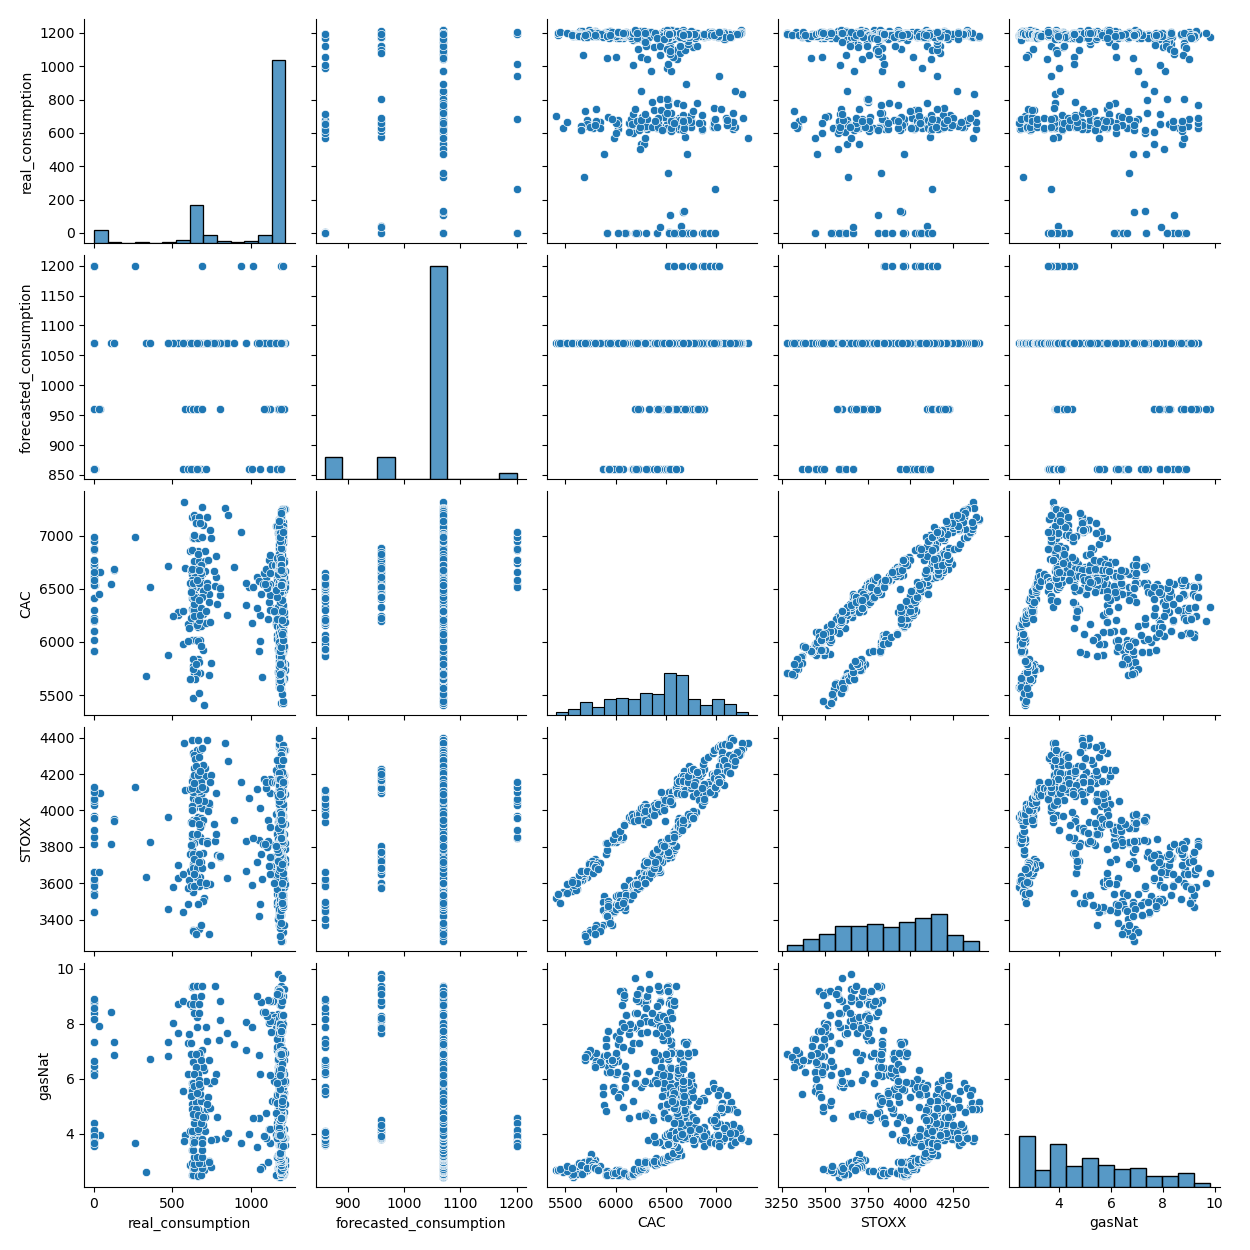 1200
1000
800
600
400
200
0
real_consumption
1200
1150
1100
1050
1000
950
900
850
forecasted_consumption
7000
6500
6000
5500
CAC
4400
4200
4000
3800
3600
3400
STOXX
10
8
6
4
gasNat
0 500 1000
900 1000 1100 1200
5500 6000 6500 7000
3250 3500 3750 4000 4250
4 6 8 10
real_consumption forecasted_consumption CAC STOXX gasNat